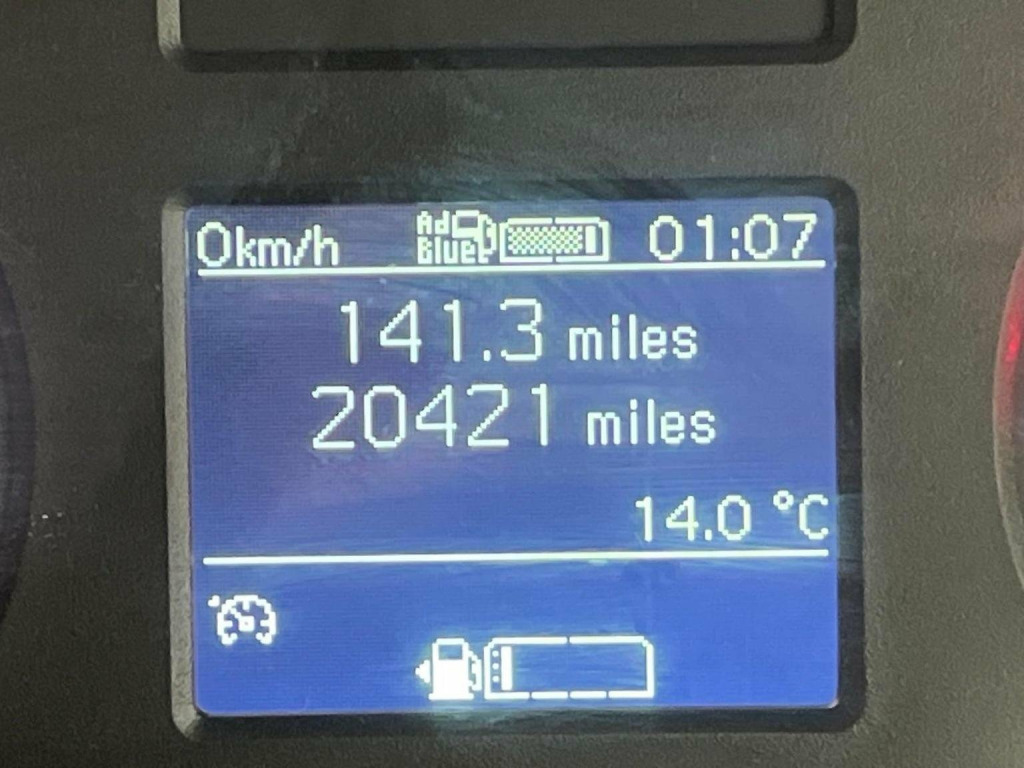 0km/h Ad Blue 01:07
141.3 miles
20421 miles
14.0 °C